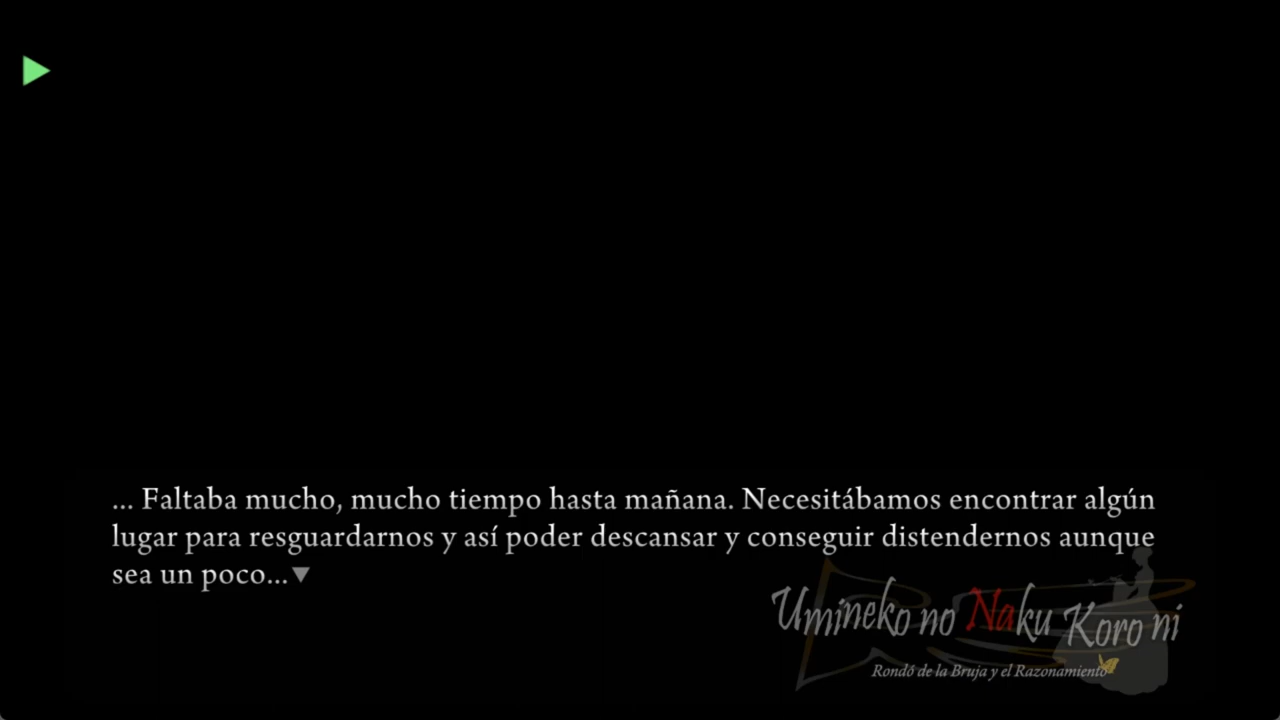 ... Faltaba mucho, mucho tiempo hasta mañana. Necesitábamos encontrar algún
lugar para resguardarnos y así poder descansar y conseguir distendernos aunque
sea un poco...
Umineko no Naku Koro ni
Rondó de la Bruja y el Razonamiento